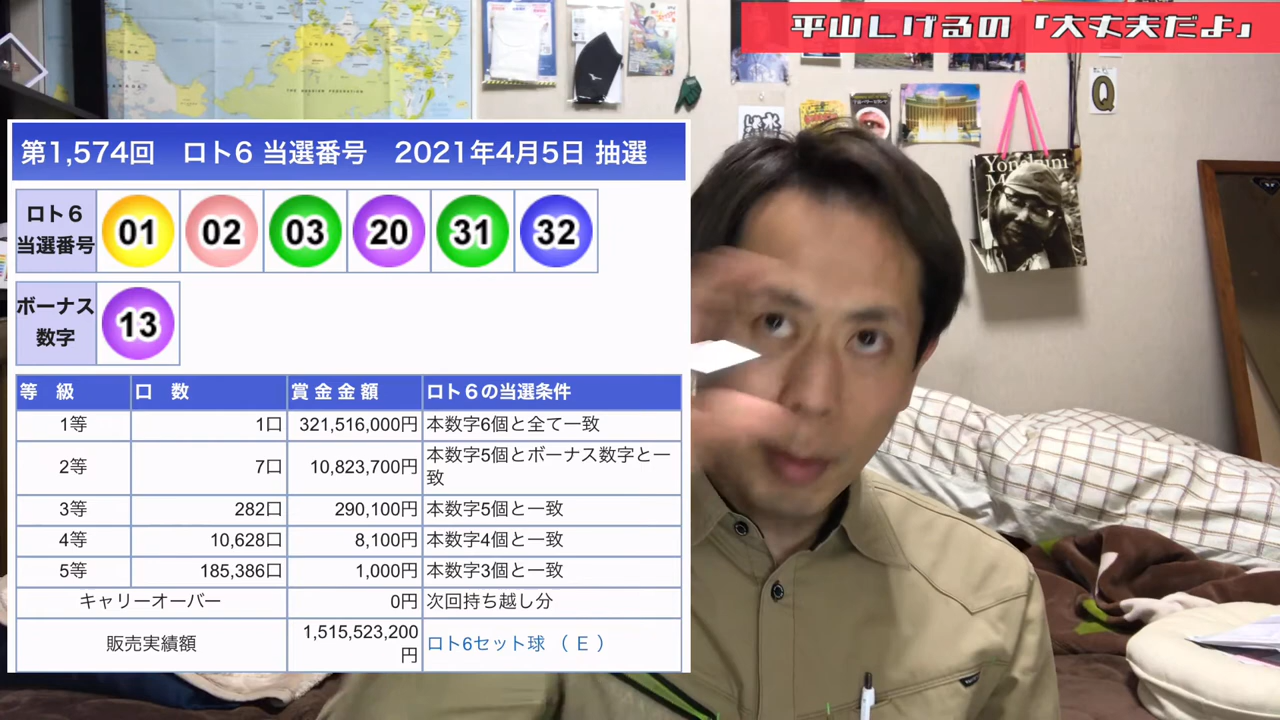 平山しげるの「大丈夫だよ」
第1,574回 ロト6 当選番号 2021年4月5日 抽選
ロト6
当選番号
01 02 03 20 31 32
ボーナス
数字
13
等 級 口 数 賞 金 金 額 ロト６の当選条件
1等 1口 321,516,000円 本数字6個と全て一致
2等 7口 10,823,700円 本数字5個とボーナス数字と一
致
3等 282口 290,100円 本数字5個と一致
4等 10,628口 8,100円 本数字4個と一致
5等 185,386口 1,000円 本数字3個と一致
キャリーオーバー 0円 次回持ち越し分
販売実績額 1,515,523,200
円 ロト6セット球 （ E ）
Q
THE RUSSIAN FEDERATION